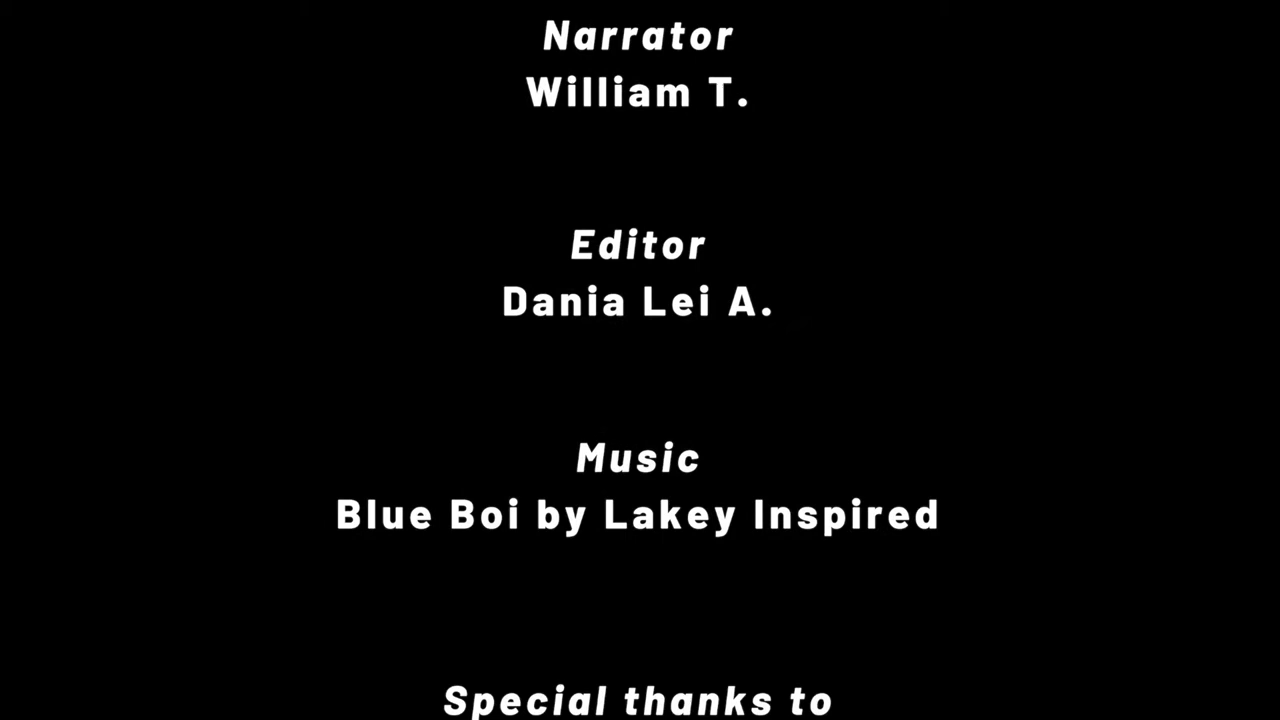 Narrator
William T.
Editor
Dania Lei A.
Music
Blue Boi by Lakey Inspired
Special thanks to